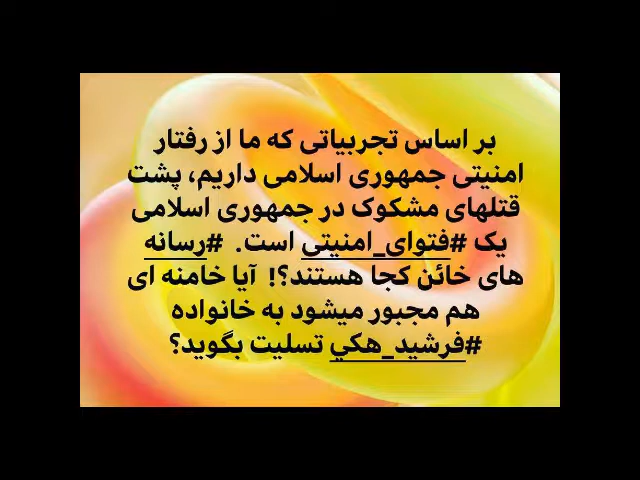 بر اساس تجربیاتی که ما از رفتار
امنیتی جمهوری اسلامی داریم، پشت
قتلهای مشکوک در جمهوری اسلامی
یک #فتوای_امنیتی است. #رسانه
های خائن کجا هستند؟! آیا خامنه ای
هم مجبور میشود به خانواده
#فرشید_هكي تسلیت بگوید؟